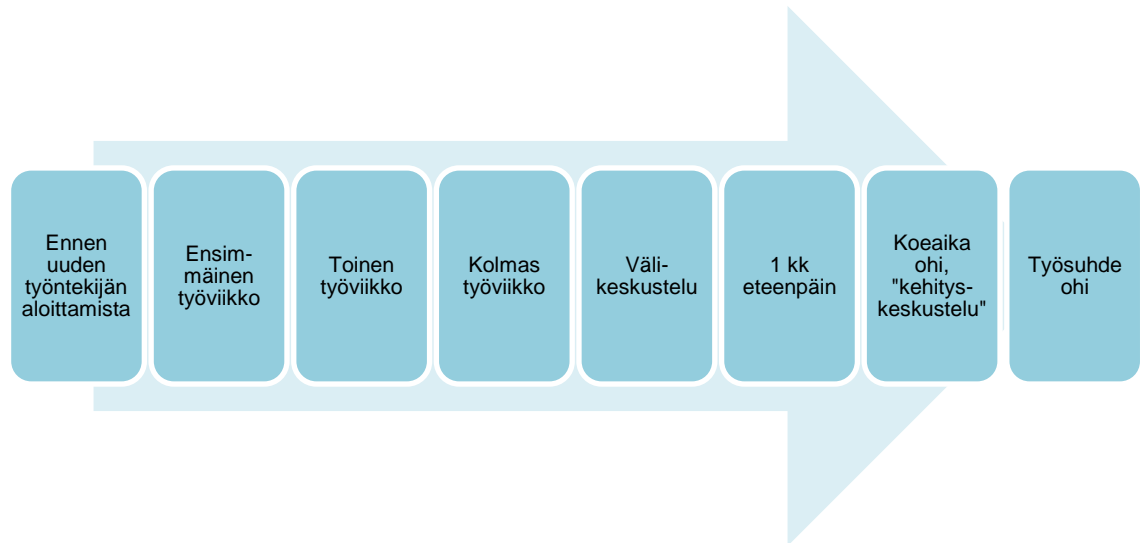 Ennen
uuden
työntekijän
aloittamista
Ensim-
mäinen
työviikko
Toinen
työviikko
Kolmas
työviikko
Väli-
keskustelu
1 kk
eteenpäin
Koeaika
ohi,
"kehitys-
keskustelu"
Työsuhde
ohi